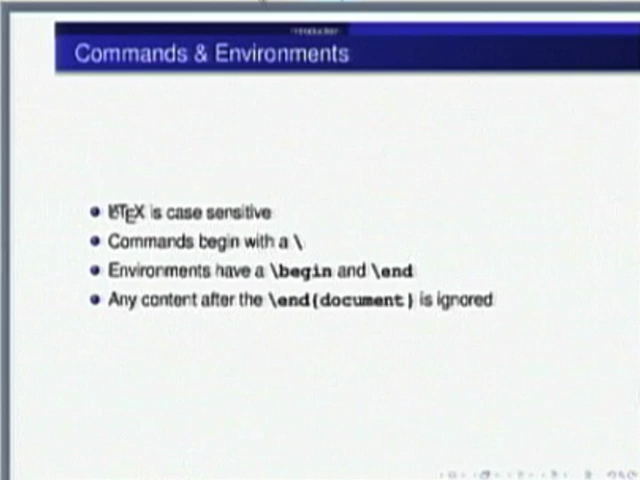 Introduction
Commands & Environments
LATEX is case sensitive
Commands begin with a \
Environments have a \begin and \end
Any content after the \end{document} is ignored